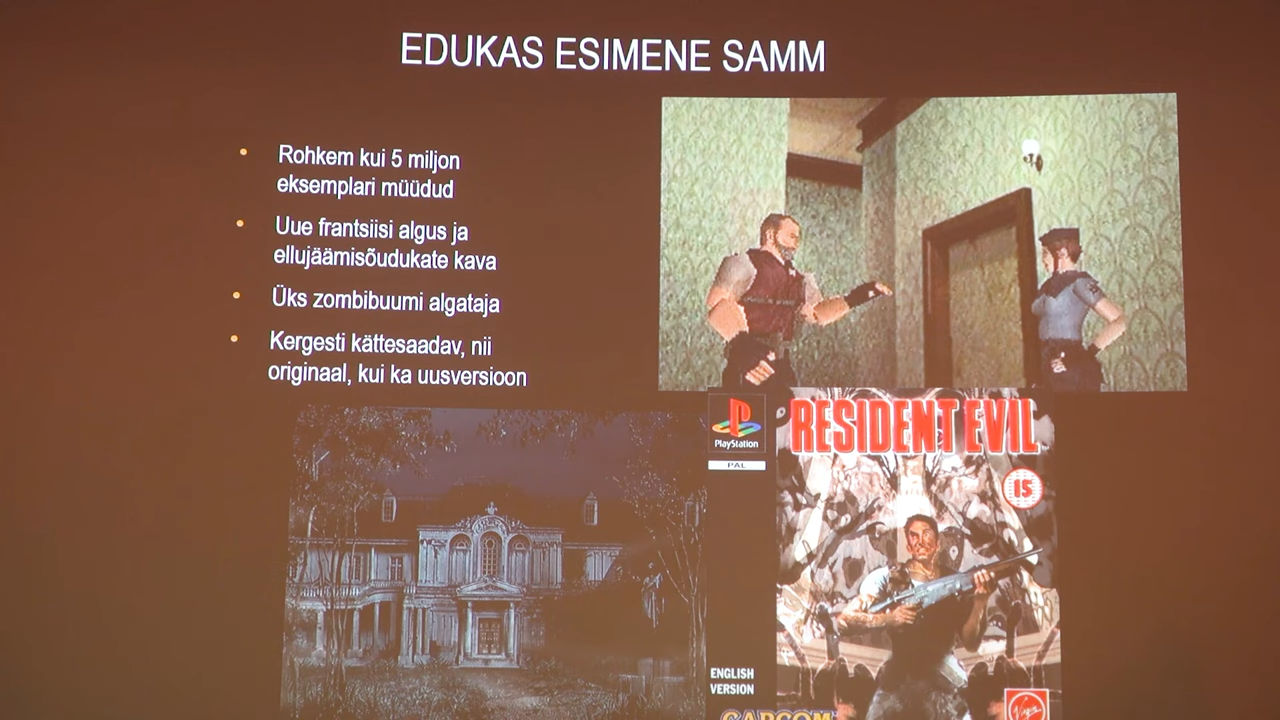 EDUKAS ESIMENE SAMM
Rohkem kui 5 miljon
eksemplari müüdud
Uue frantsiisi algus ja
ellujäämisõudukate kava
Üks zombibuumi algataja
Kergesti kättesaadav, nii
originaal, kui ka uusversioon
PlayStation
PAL
RESIDENT EVIL
15
ENGLISH
VERSION
CAPCOM
Virgin